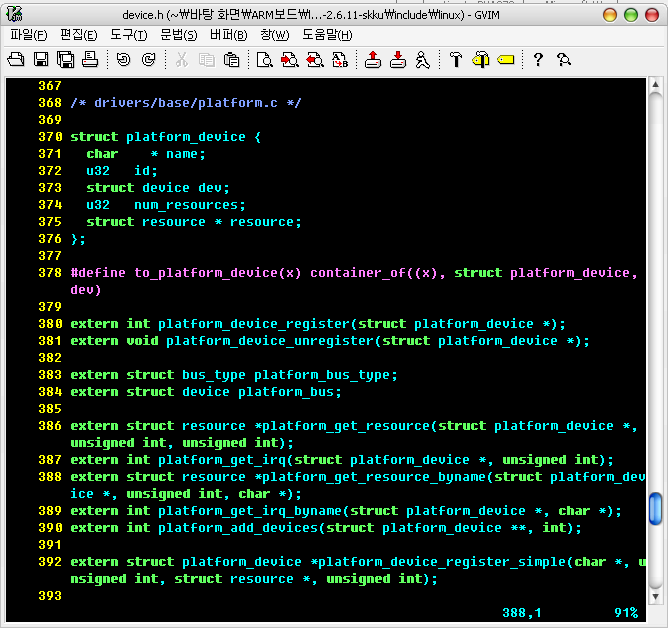 device.h (~₩바탕 화면₩ARM보드₩l...-2.6.11-skku₩include₩linux) - GVIM
파일(F) 편집(E) 도구(T) 문법(S) 버퍼(B) 창(W) 도움말(H)
367
368 /* drivers/base/platform.c */
369
370 struct platform_device {
371   char    * name;
372   u32   id;
373   struct device dev;
374   u32   num_resources;
375   struct resource * resource;
376 };
377
378 #define to_platform_device(x) container_of((x), struct platform_device,
dev)
379
380 extern int platform_device_register(struct platform_device *);
381 extern void platform_device_unregister(struct platform_device *);
382
383 extern struct bus_type platform_bus_type;
384 extern struct device platform_bus;
385
386 extern struct resource *platform_get_resource(struct platform_device *,
unsigned int, unsigned int);
387 extern int platform_get_irq(struct platform_device *, unsigned int);
388 extern struct resource *platform_get_resource_byname(struct platform_dev
ice *, unsigned int, char *);
389 extern int platform_get_irq_byname(struct platform_device *, char *);
390 extern int platform_add_devices(struct platform_device **, int);
391
392 extern struct platform_device *platform_device_register_simple(char *, u
nsigned int, struct resource *, unsigned int);
393
388,1 91%